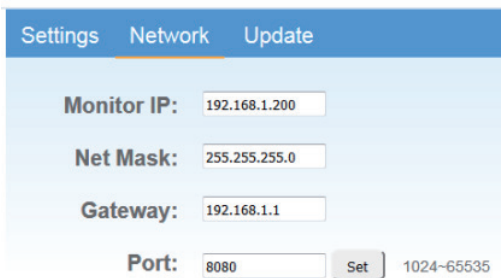 Settings Network Update
Monitor IP: 192.168.1.200
Net Mask: 255.255.255.0
Gateway: 192.168.1.1
Port: 8080 Set 1024~65535